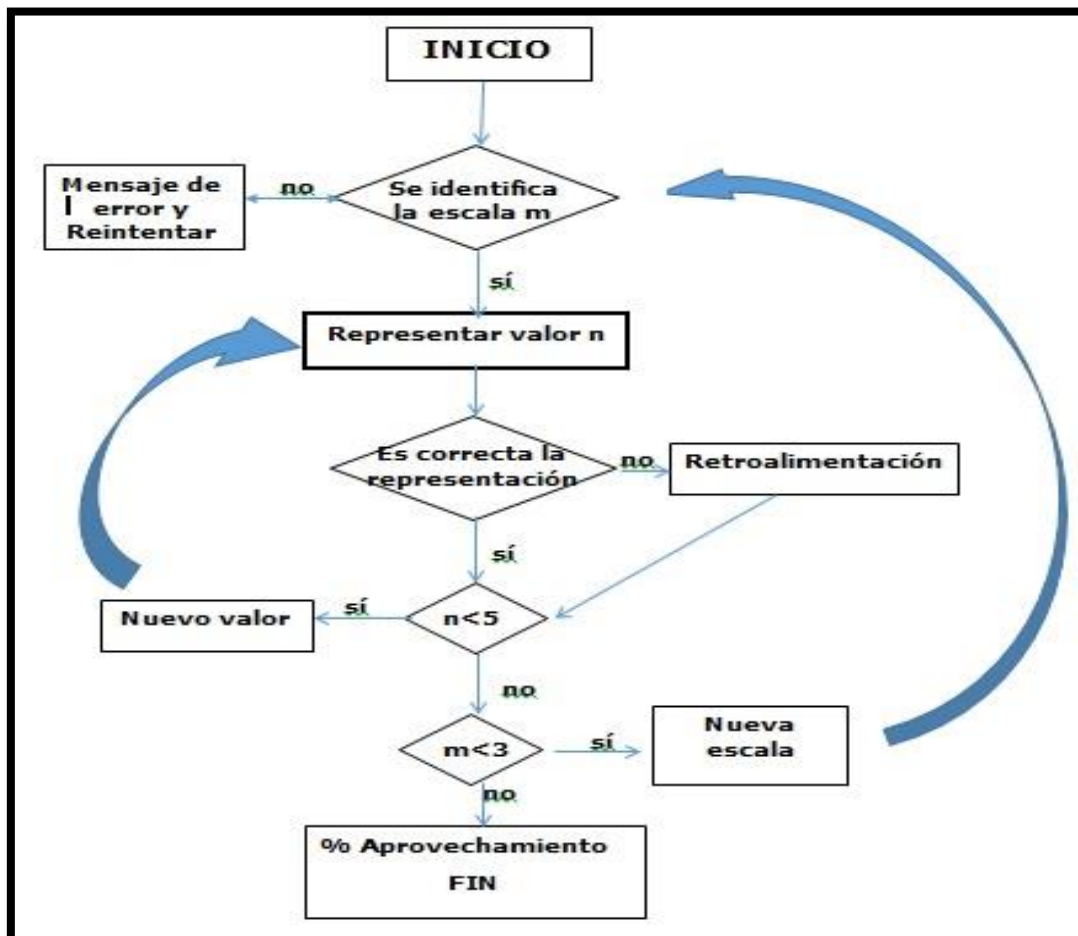 INICIO
Se identifica
la escala m
no
Mensaje de
error y
Reintentar
sí
Representar valor n
Es correcta la
representación
no
Retroalimentación
sí
n<5
sí
Nuevo valor
no
m<3
sí
Nueva
escala
no
% Aprovechamiento
FIN